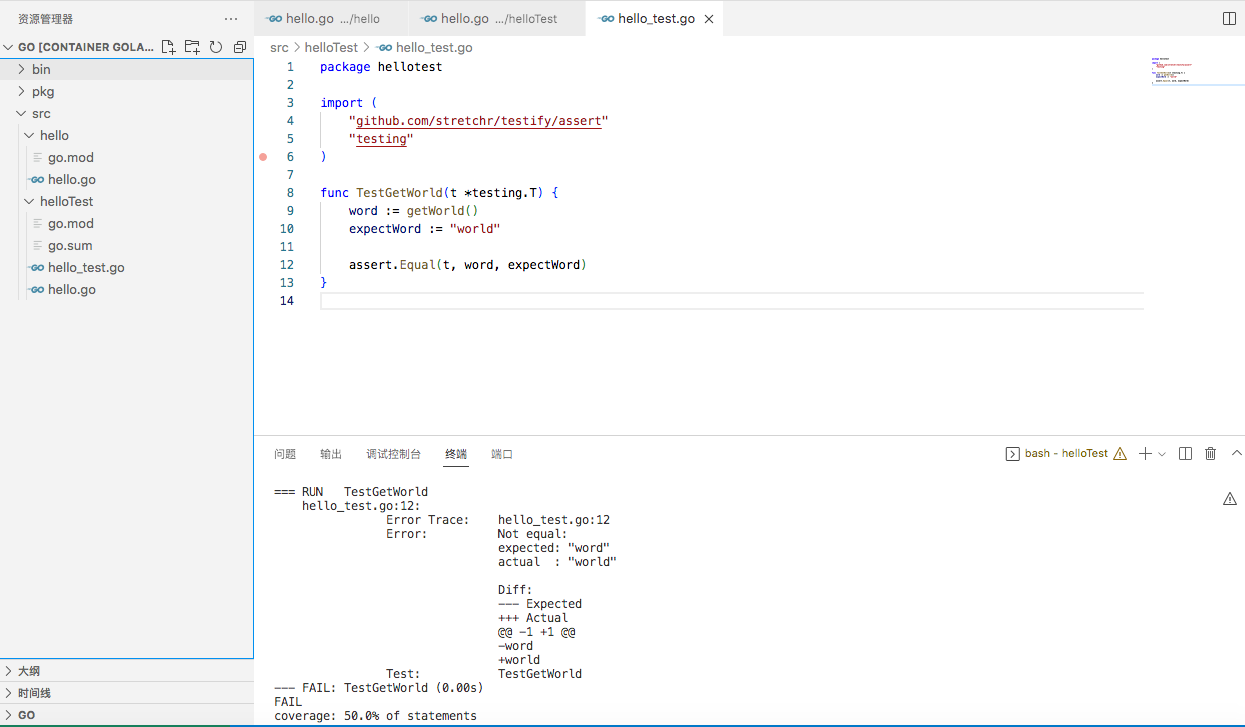 资源管理器
GO [CONTAINER GOLA...
bin
pkg
src
hello
go.mod
hello.go
helloTest
go.mod
go.sum
hello_test.go
hello.go
大纲
时间线
GO
hello.go .../hello
hello.go .../helloTest
hello_test.go
src > helloTest > hello_test.go
1 package hellotest
2
3 import (
4 "github.com/stretchr/testify/assert"
5 "testing"
6 )
7
8 func TestGetWorld(t *testing.T) {
9 word := getWorld()
10 expectWord := "world"
11
12 assert.Equal(t, word, expectWord)
13 }
14
问题 输出 调试控制台 终端 端口
bash - helloTest
=== RUN TestGetWorld
hello_test.go:12:
Error Trace: hello_test.go:12
Error: Not equal:
expected: "word"
actual : "world"
Diff:
--- Expected
+++ Actual
@@ -1 +1 @@
-word
+world
Test: TestGetWorld
--- FAIL: TestGetWorld (0.00s)
FAIL
coverage: 50.0% of statements